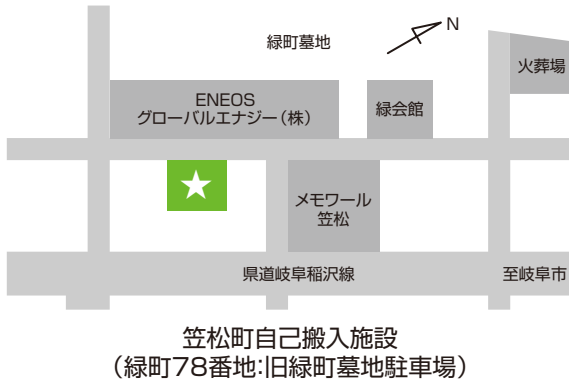 緑町墓地
N
火葬場
ENEOS
グローバルエナジー(株)
緑会館
メモワール
笠松
県道岐阜稲沢線
至岐阜市
笠松町自己搬入施設
(緑町78番地:旧緑町墓地駐車場)